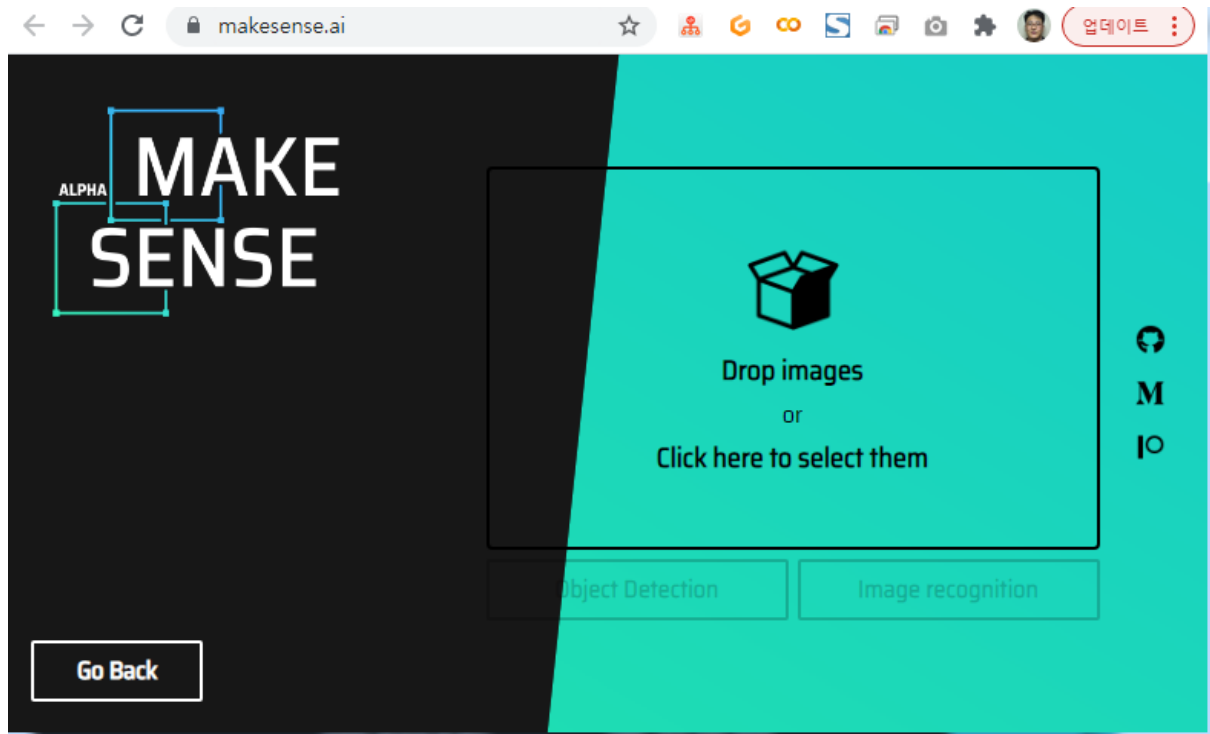 makesense.ai
업데이트
ALPHA
MAKE
SENSE
Drop images
or
Click here to select them
Object Detection
Image recognition
Go Back